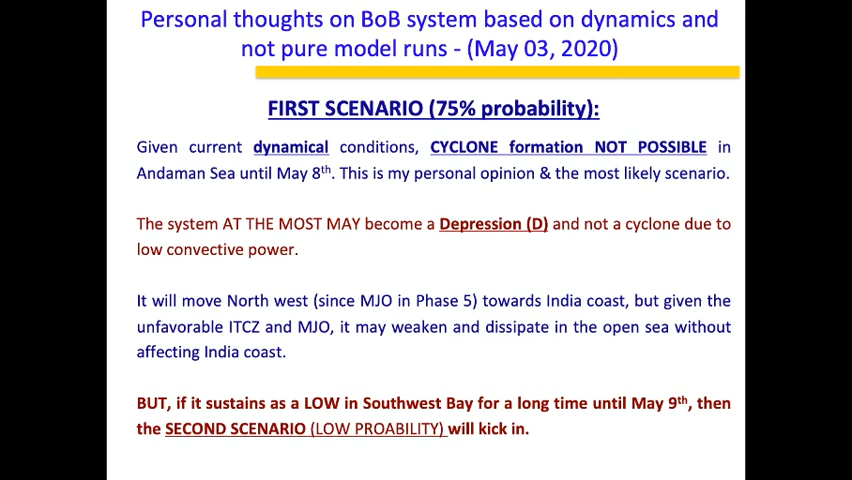 Personal thoughts on BoB system based on dynamics and
not pure model runs - (May 03, 2020)
FIRST SCENARIO (75% probability):
Given current dynamical conditions, CYCLONE formation NOT POSSIBLE in
Andaman Sea until May 8th. This is my personal opinion & the most likely scenario.
The system AT THE MOST MAY become a Depression (D) and not a cyclone due to
low convective power.
It will move North west (since MJO in Phase 5) towards India coast, but given the
unfavorable ITCZ and MJO, it may weaken and dissipate in the open sea without
affecting India coast.
BUT, if it sustains as a LOW in Southwest Bay for a long time until May 9th, then
the SECOND SCENARIO (LOW PROABILITY) will kick in.